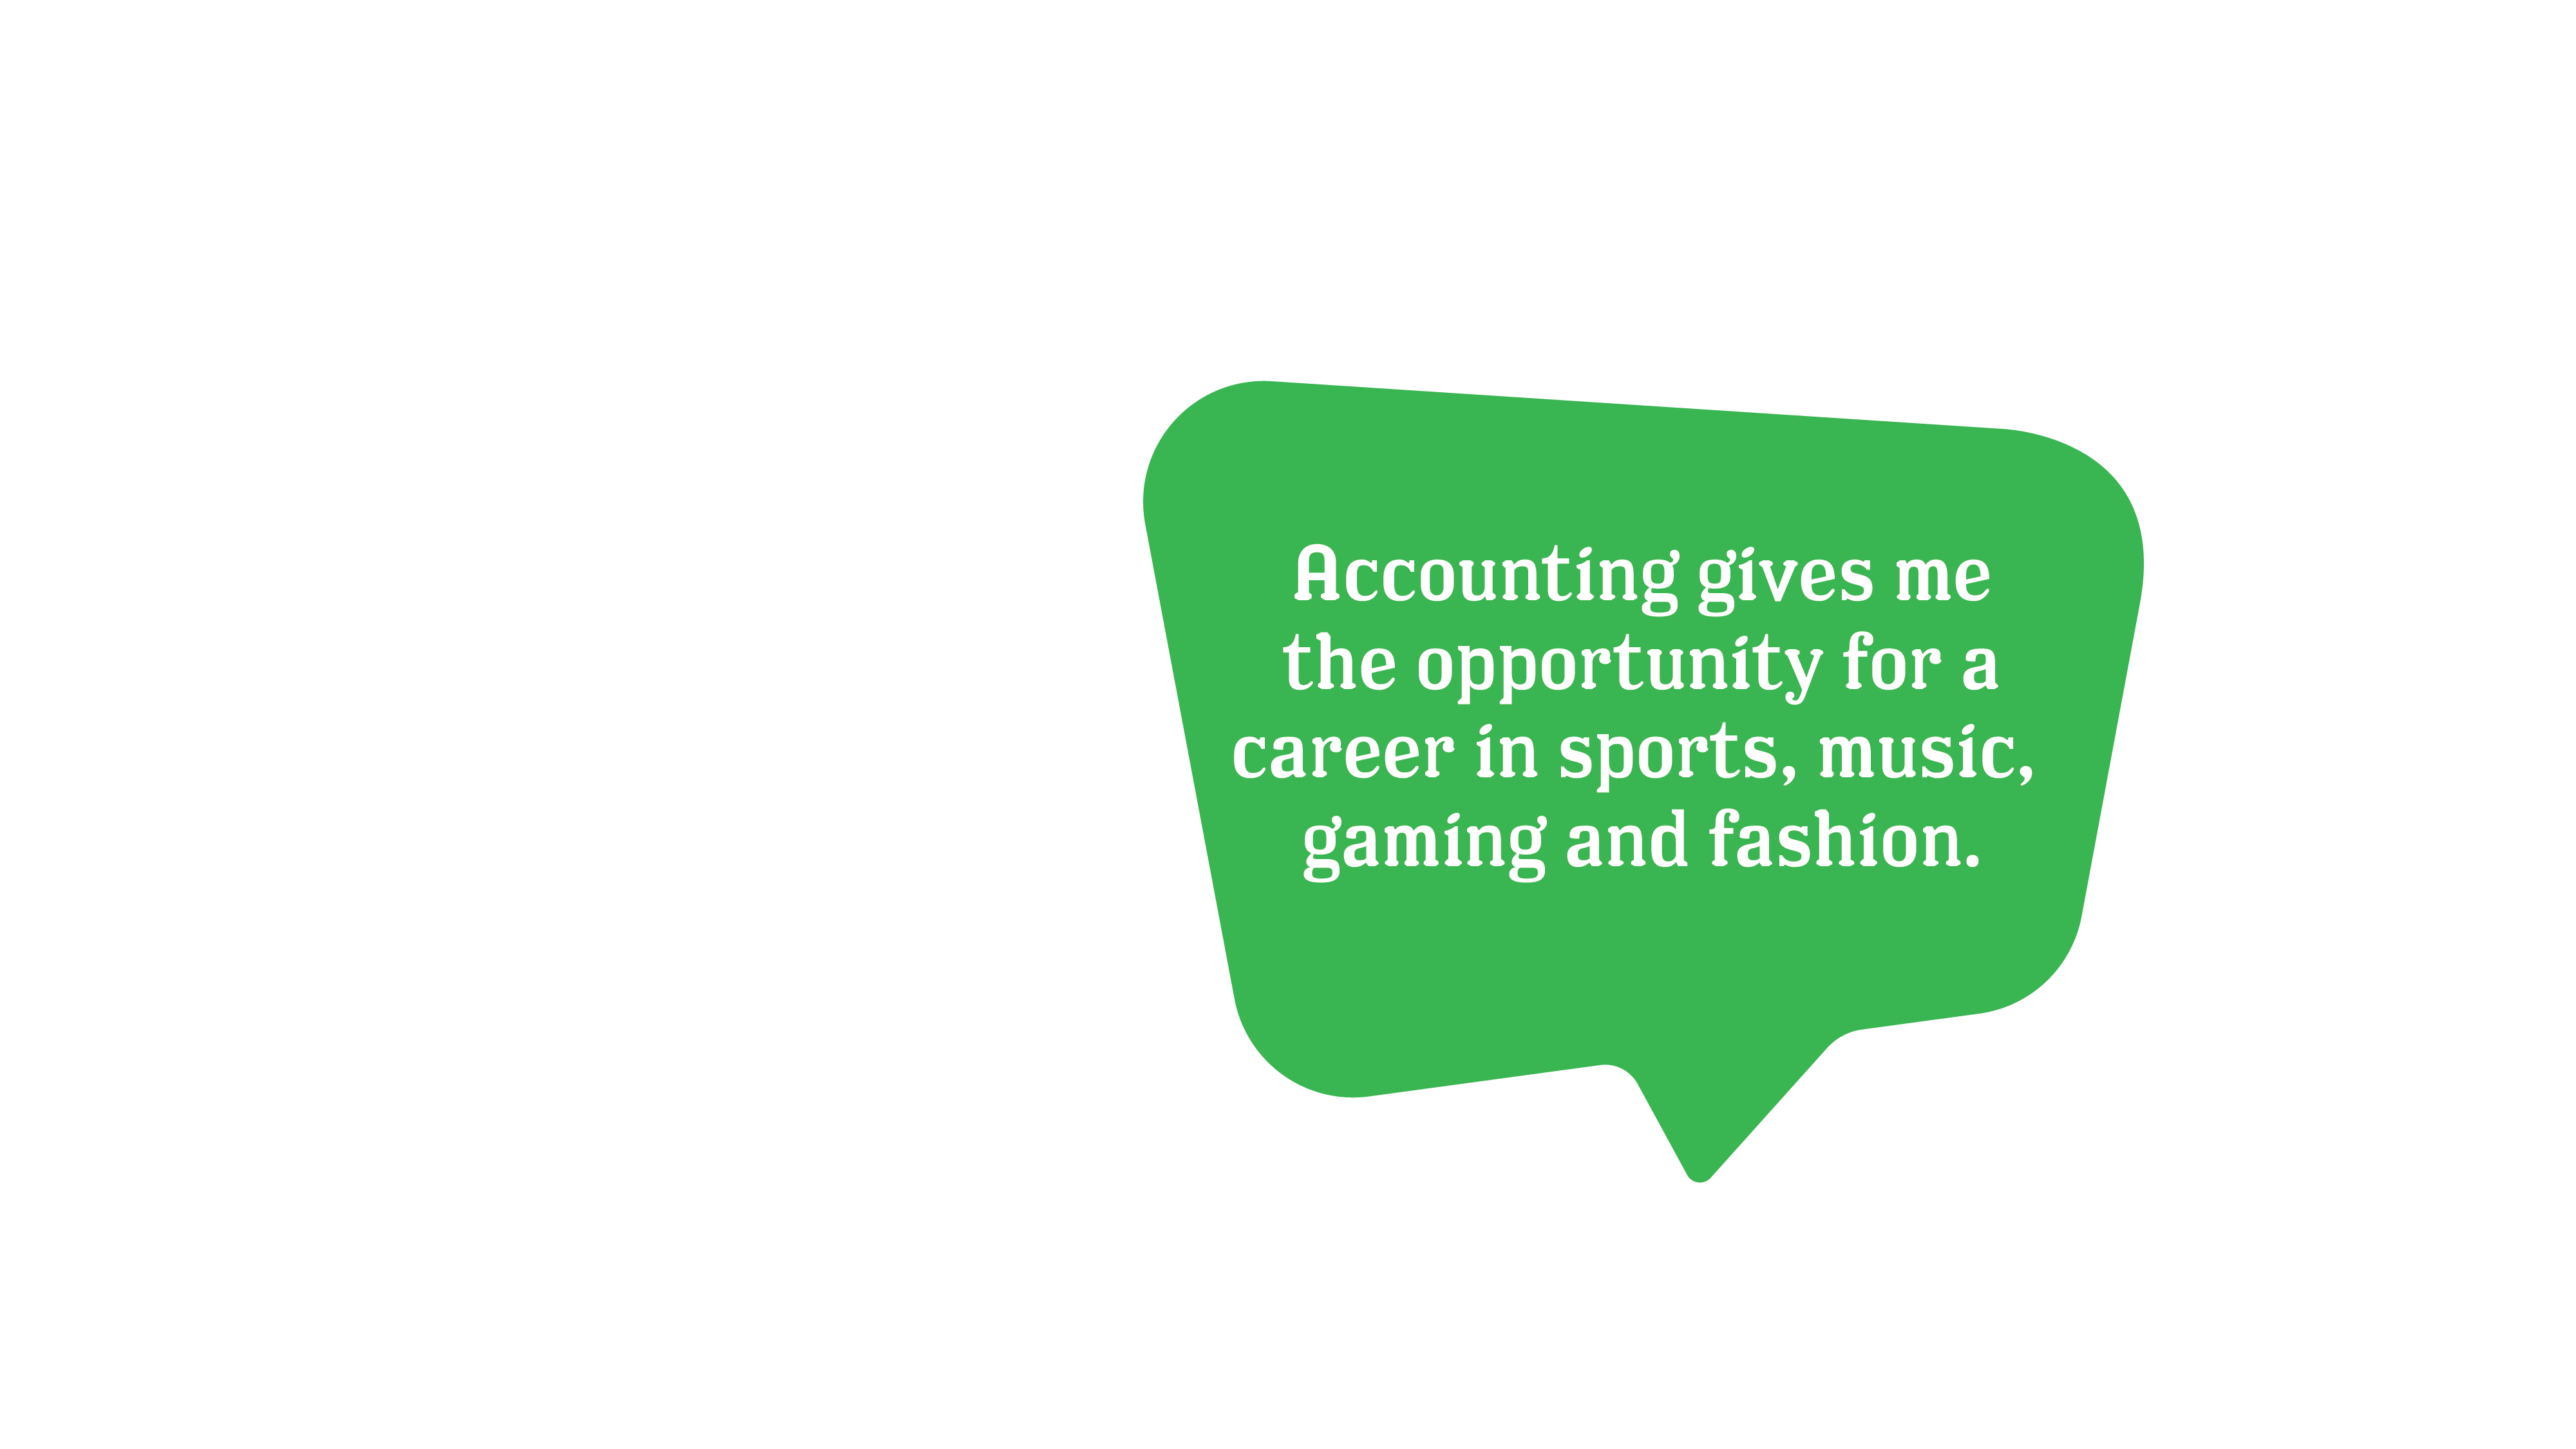 Accounting gives me
the opportunity for a
career in sports, music,
gaming and fashion.